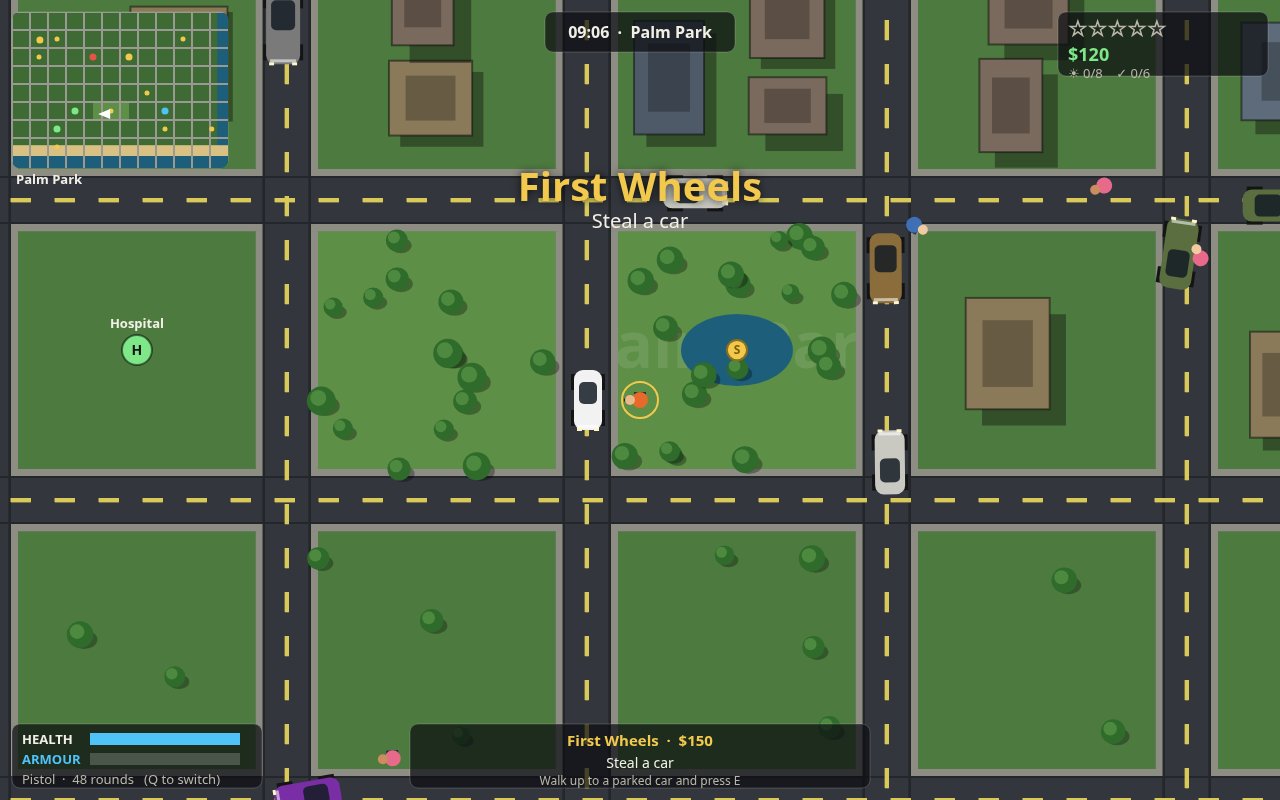 09:06 · Palm Park
☆☆☆☆☆
$120
☀ 0/8 ✓ 0/6
Palm Park
First Wheels
Steal a car
Hospital
H
S
HEALTH
ARMOUR
Pistol · 48 rounds (Q to switch)
First Wheels · $150
Steal a car
Walk up to a parked car and press E